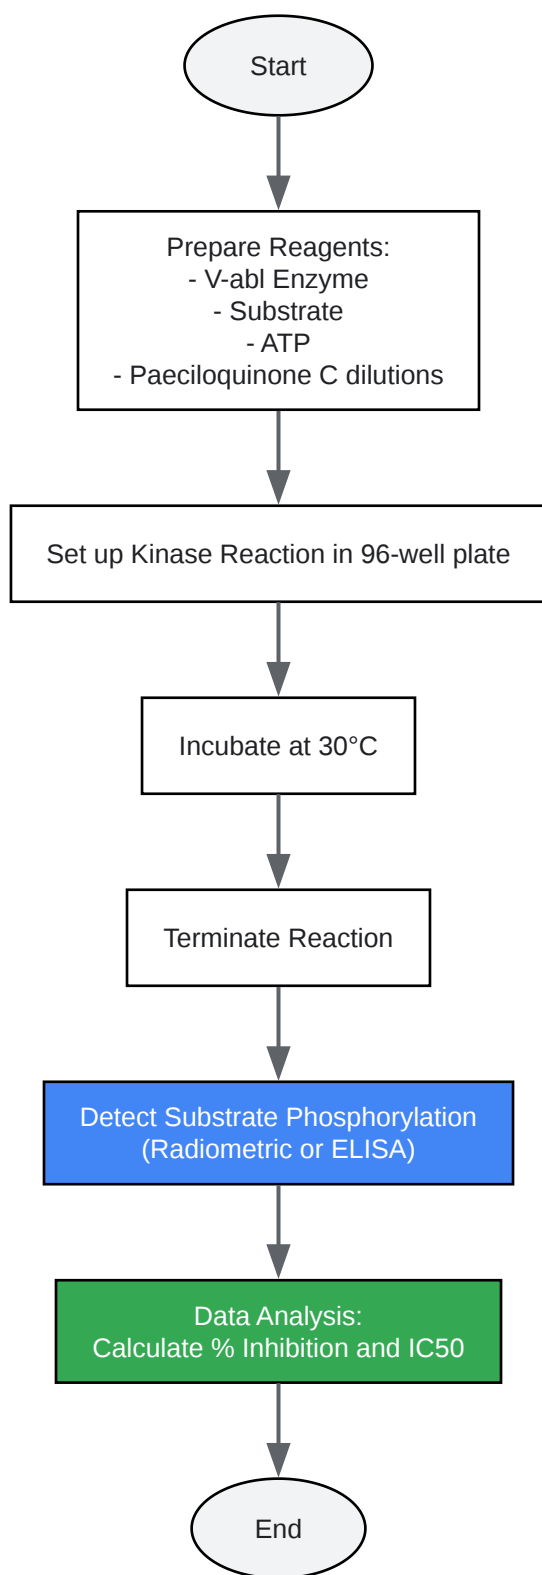 Start
Prepare Reagents:
- V-abl Enzyme
- Substrate
- ATP
- Paeciloquinone C dilutions
Set up Kinase Reaction in 96-well plate
Incubate at 30°C
Terminate Reaction
Detect Substrate Phosphorylation
(Radiometric or ELISA)
Data Analysis:
Calculate % Inhibition and IC50
End